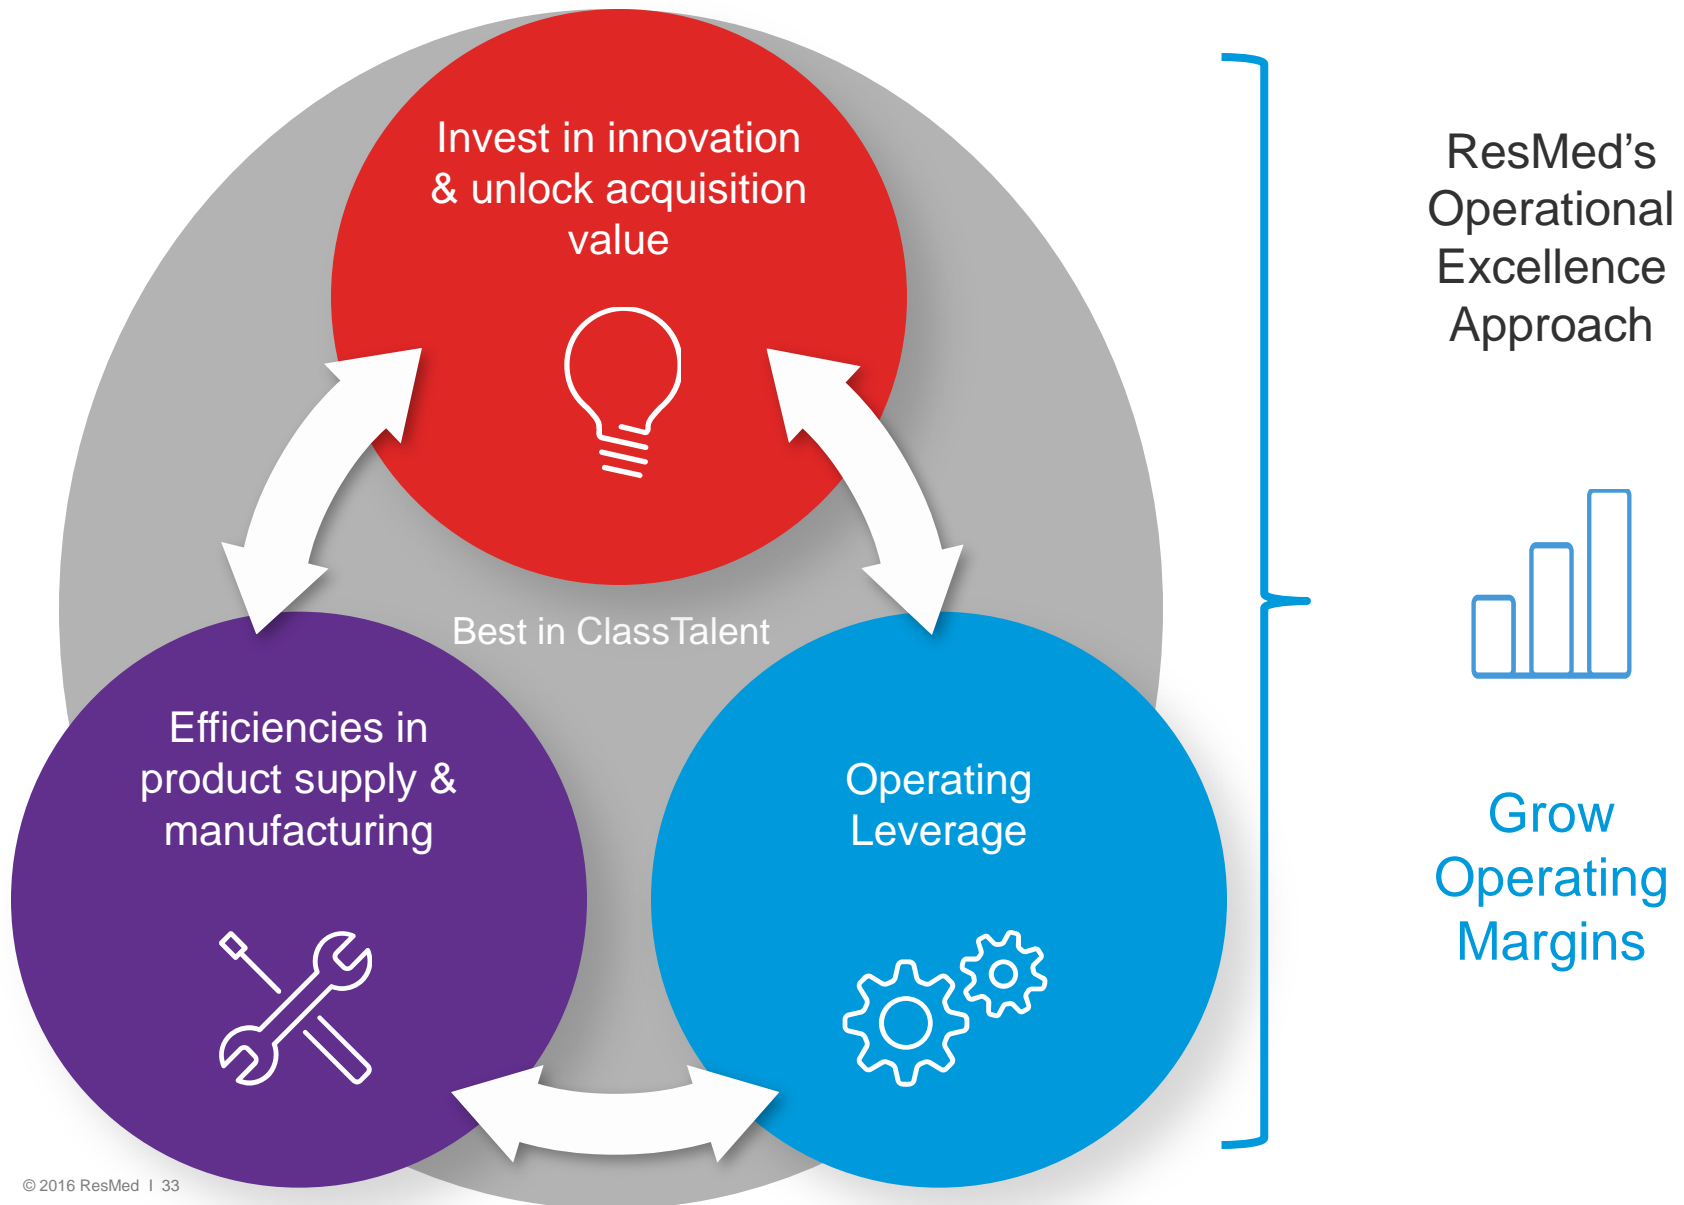 Invest in innovation
& unlock acquisition
value
Best in ClassTalent
Efficiencies in
product supply &
manufacturing
Operating
Leverage
ResMed’s
Operational
Excellence
Approach
Grow
Operating
Margins
© 2016 ResMed I 33